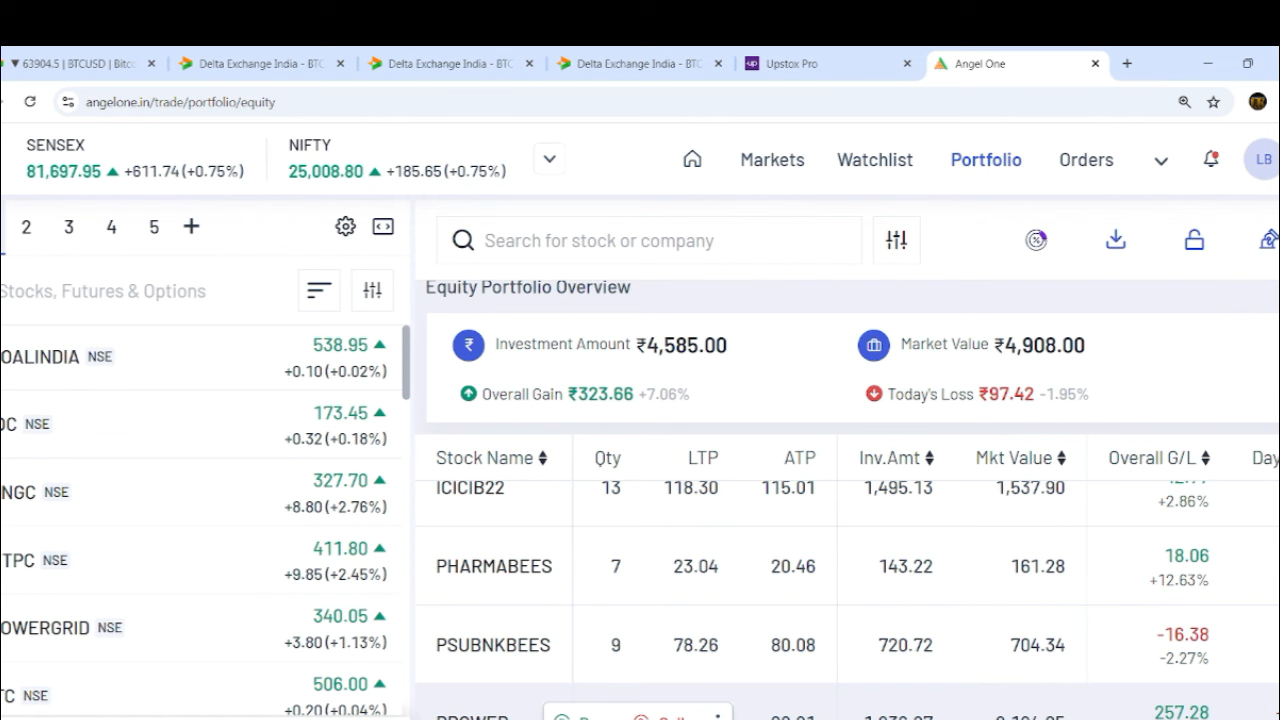 ▼ 63904.5 | BTCUSD | Bitc
Delta Exchange India - BTC
Delta Exchange India - BTC
Delta Exchange India - BTC
up Upstox Pro
Angel One
angelone.in/trade/portfolio/equity
SENSEX
81,697.95 ▲ +611.74 (+0.75%)
NIFTY
25,008.80 ▲ +185.65 (+0.75%)
Markets Watchlist Portfolio Orders LB
2 3 4 5 +
Search for stock or company
Stocks, Futures & Options
Equity Portfolio Overview
Investment Amount ₹4,585.00
Market Value ₹4,908.00
Overall Gain ₹323.66 +7.06%
Today's Loss ₹97.42 -1.95%
OALINDIA NSE 538.95 ▲
+0.10 (+0.02%)
DC NSE 173.45 ▲
+0.32 (+0.18%)
NGC NSE 327.70 ▲
+8.80 (+2.76%)
TPC NSE 411.80 ▲
+9.85 (+2.45%)
OWERGRID NSE 340.05 ▲
+3.80 (+1.13%)
TC NSE 506.00 ▲
+0.20 (+0.04%)
Stock Name Qty LTP ATP Inv.Amt Mkt Value Overall G/L Day
ICICIB22 13 118.30 115.01 1,495.13 1,537.90
+2.86%
PHARMABEES 7 23.04 20.46 143.22 161.28 18.06
+12.63%
PSUBNKBEES 9 78.26 80.08 720.72 704.34 -16.38
-2.27%
257.28